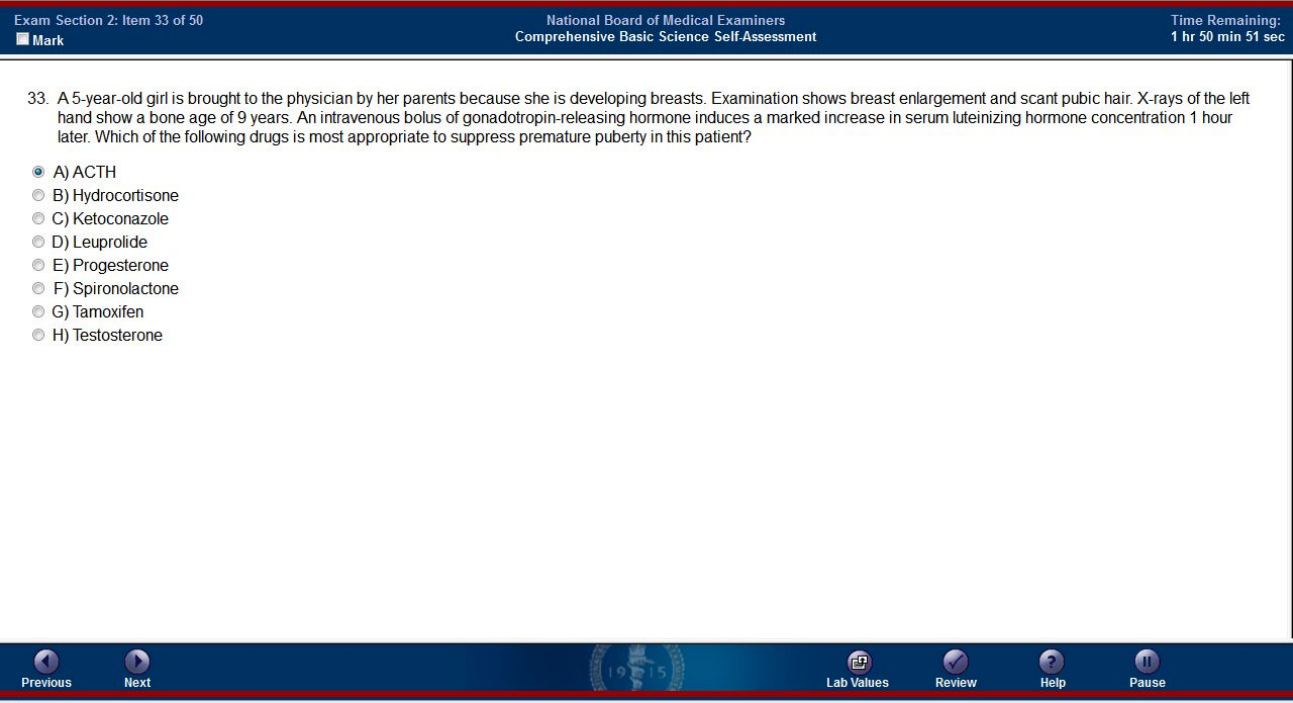 Exam Section 2: Item 33 of 50
National Board of Medical Examiners
Time Remaining:
Mark
Comprehensive Basic Science Self-Assessment
1 hr 50 min 51 sec
33. A 5-year-old girl is brought to the physician by her parents because she is developing breasts. Examination shows breast enlargement and scant pubic hair. X-rays of the left
hand show a bone age of 9 years. An intravenous bolus of gonadotropin-releasing hormone induces a marked increase in serum luteinizing hormone concentration 1 hour
later. Which of the following drugs is most appropriate to suppress premature puberty in this patient?
A) ACTH
B) Hydrocortisone
C) Ketoconazole
D) Leuprolide
E) Progesterone
F) Spironolactone
G) Tamoxifen
H) Testosterone
1915
Previous
Next
Lab Values
Review
Help
Pause